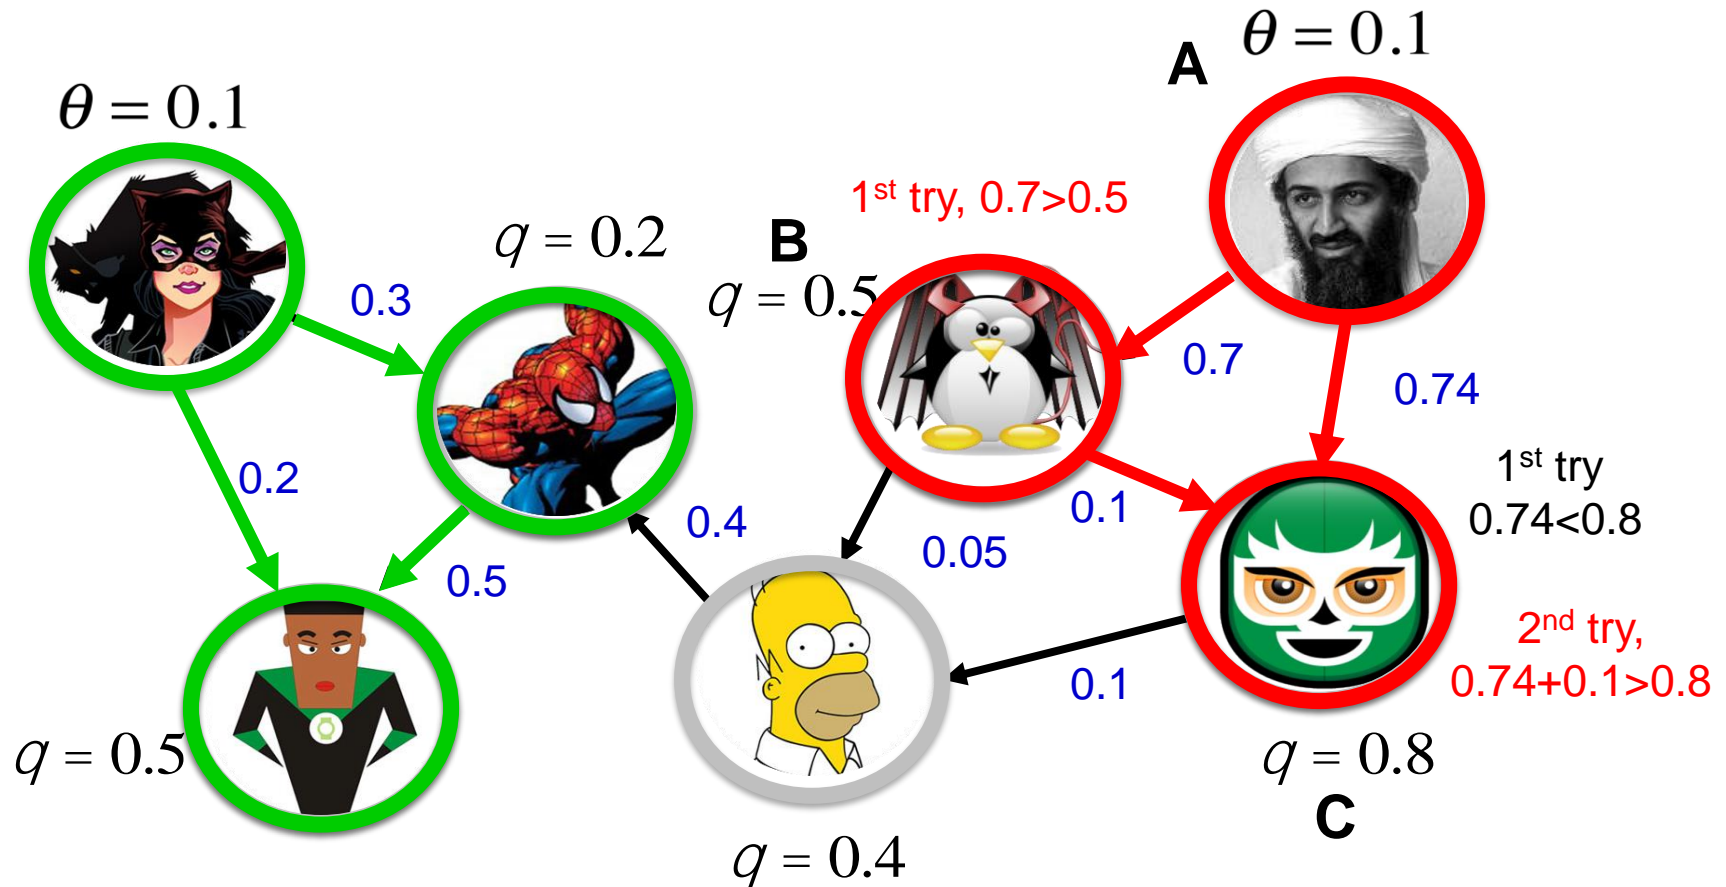 A
θ = 0.1
θ = 0.1
1st try, 0.7>0.5
q = 0.2
B
q = 0.5
0.3
0.7
0.74
0.2
1st try
0.74<0.8
0.1
0.4
0.05
0.5
2nd try,
0.74+0.1>0.8
0.1
q = 0.5
q = 0.8
C
q = 0.4